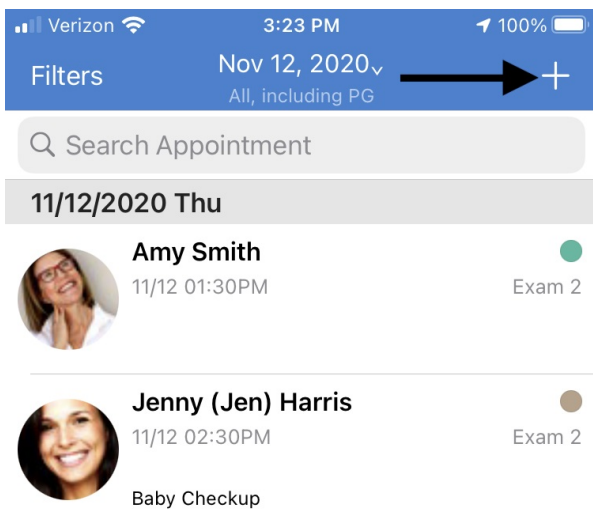 Verizon 3:23 PM 100%
Filters Nov 12, 2020
All, including PG
Search Appointment
11/12/2020 Thu
Amy Smith
11/12 01:30PM Exam 2
Jenny (Jen) Harris
11/12 02:30PM Exam 2
Baby Checkup